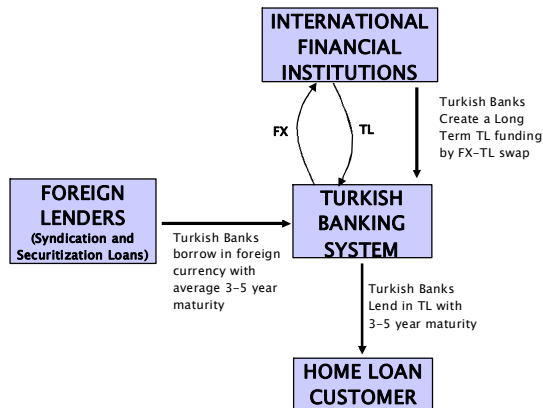 INTERNATIONAL
FINANCIAL
INSTITUTIONS
FX
TL
Turkish Banks
Create a Long
Term TL funding
by FX-TL swap
FOREIGN
LENDERS
(Syndication and
Securitization Loans)
Turkish Banks
borrow in foreign
currency with
average 3-5 year
maturity
TURKISH
BANKING
SYSTEM
Turkish Banks
Lend in TL with
3-5 year maturity
HOME LOAN
CUSTOMER